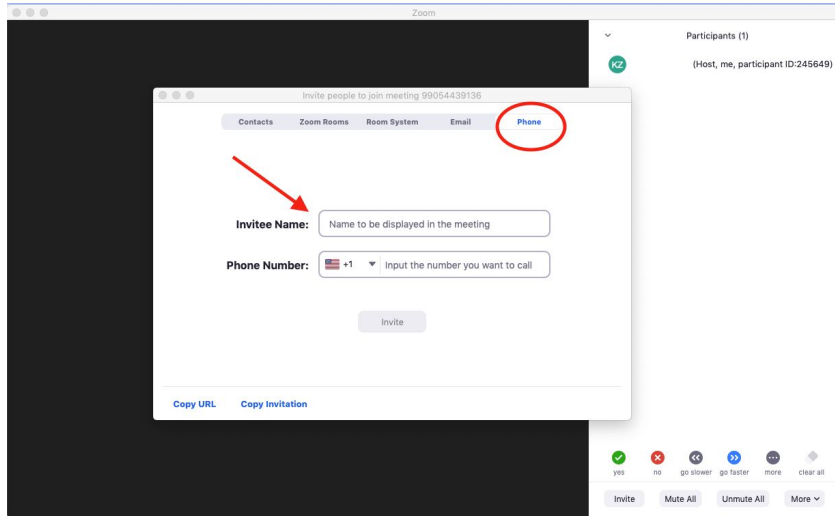 Zoom
Participants (1)
KZ
(Host, me, participant ID:245649)
Invite people to join meeting 99054439136
Contacts Zoom Rooms Room System Email Phone
Invitee Name: Name to be displayed in the meeting
Phone Number: +1 Input the number you want to call
Invite
Copy URL Copy Invitation
yes no go slower go faster more clear all
Invite Mute All Unmute All More